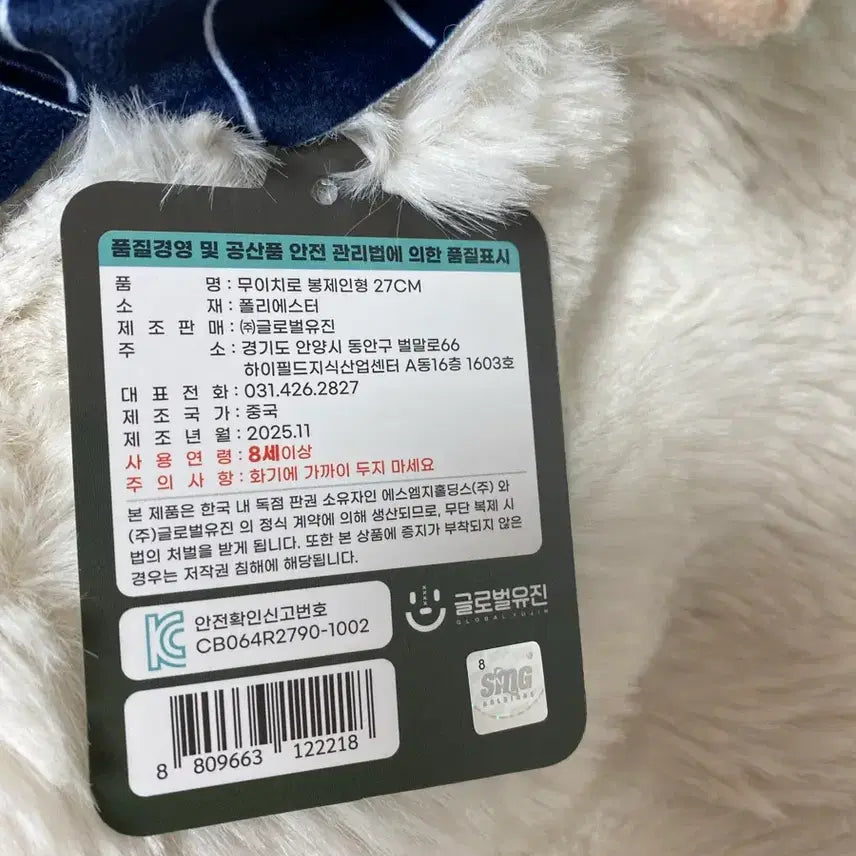 품질경영 및 공산품 안전 관리법에 의한 품질표시
품 명 : 무이치로 봉제인형 27CM
소 재 : 폴리에스터
제 조 판 매 : ㈜글로벌유진
주 소 : 경기도 안양시 동안구 벌말로66
하이필드지식산업센터 A동16층 1603호
대 표 전 화 : 031.426.2827
제 조 국 가 : 중국
제 조 년 월 : 2025.11
사 용 연 령 : 8세이상
주 의 사 항 : 화기에 가까이 두지 마세요
본 제품은 한국 내 독점 판권 소유자인 에스엠지홀딩스(주) 와
(주)글로벌유진 의 정식 계약에 의해 생산되므로, 무단 복제 시
법의 처벌을 받게 됩니다. 또한 본 상품에 증지가 부착되지 않은
경우는 저작권 침해에 해당됩니다.
안전확인신고번호
CB064R2790-1002
글로벌유진
GLOBAL YUJIN
8
SMG
HOLDINGS
8 809663 122218